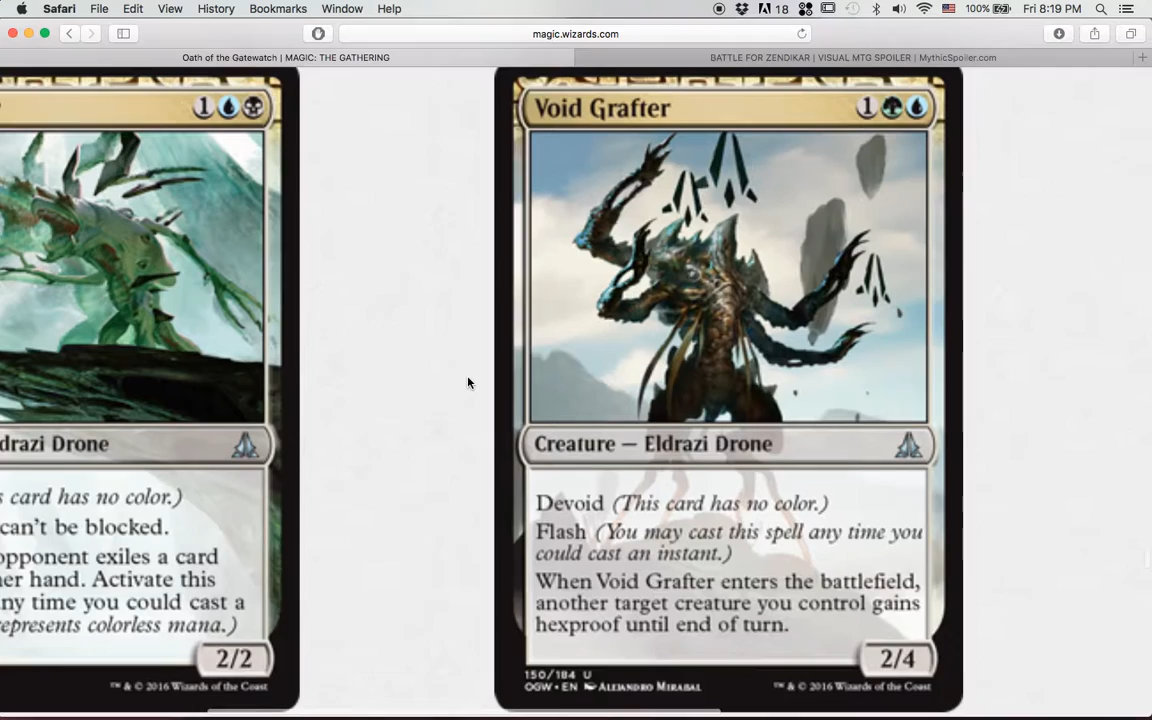 Safari File Edit View History Bookmarks Window Help 18 100% Fri 8:19 PM
magic.wizards.com
Oath of the Gatewatch | MAGIC: THE GATHERING
BATTLE FOR ZENDIKAR | VISUAL MTG SPOILER | MythicSpoiler.com
1
drazi Drone
s card has no color.)
can't be blocked.
opponent exiles a card
er hand. Activate this
ny time you could cast a
epresents colorless mana.)
2/2
™ & © 2016 Wizards of the Coast
Void Grafter 1
Creature — Eldrazi Drone
Devoid (This card has no color.)
Flash (You may cast this spell any time you
could cast an instant.)
When Void Grafter enters the battlefield,
another target creature you control gains
hexproof until end of turn.
2/4
150/184 U
OGW • EN ALEJANDRO MIRABAL ™ & © 2016 Wizards of the Coast